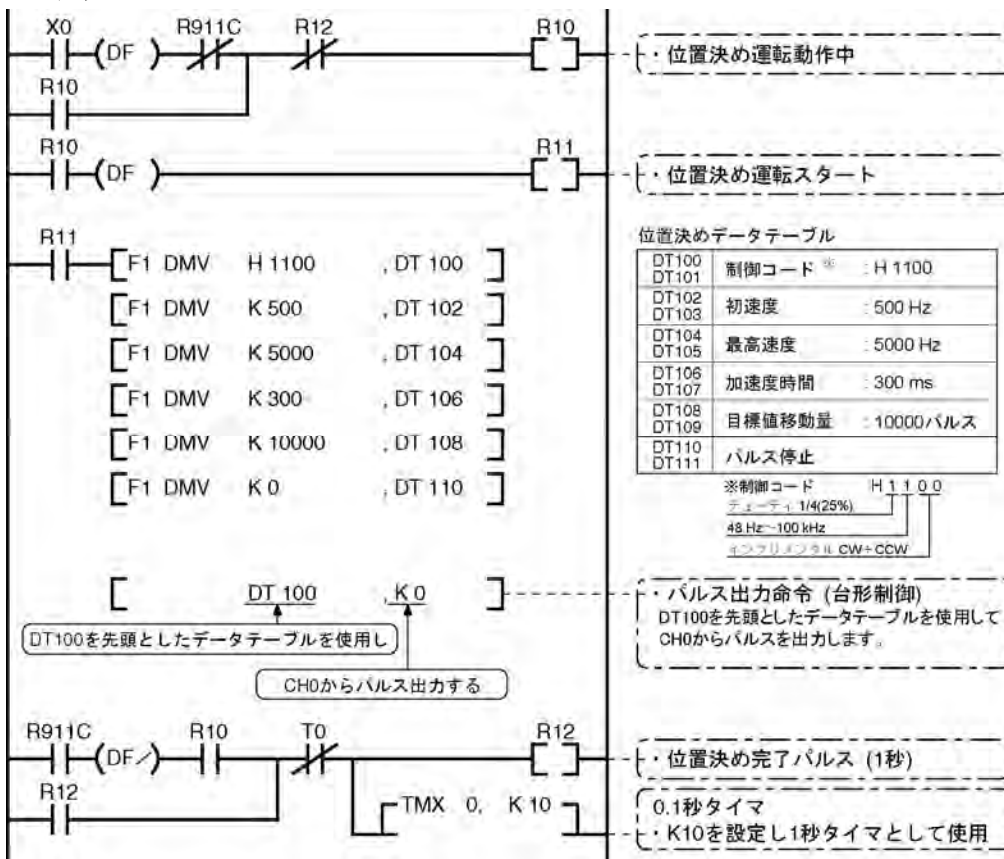 X0 R911C R12 R10
(DF )
・位置決め運転動作中
R10
R10 R11
(DF )
・位置決め運転スタート
R11
F1 DMV H 1100 , DT 100
F1 DMV K 500 , DT 102
F1 DMV K 5000 , DT 104
F1 DMV K 300 , DT 106
F1 DMV K 10000 , DT 108
F1 DMV K 0 , DT 110
位置決めデータテーブル
DT100
DT101 制御コード ※ : H 1100
DT102
DT103 初速度 : 500 Hz
DT104
DT105 最高速度 : 5000 Hz
DT106
DT107 加速度時間 : 300 ms
DT108
DT109 目標値移動量 : 10000パルス
DT110
DT111 パルス停止
※制御コード H 1 1 0 0
デューティ 1/4(25%)
48 Hz~100 kHz
インクリメンタル CW+CCW
DT 100 , K 0
・パルス出力命令 (台形制御)
DT100を先頭としたデータテーブルを使用して
CH0からパルスを出力します。
DT100を先頭としたデータテーブルを使用し
CH0からパルス出力する
R911C R10 T0 R12
(DF/)
・位置決め完了パルス (1秒)
R12
TMX 0, K 10
0.1秒タイマ
・K10を設定し1秒タイマとして使用